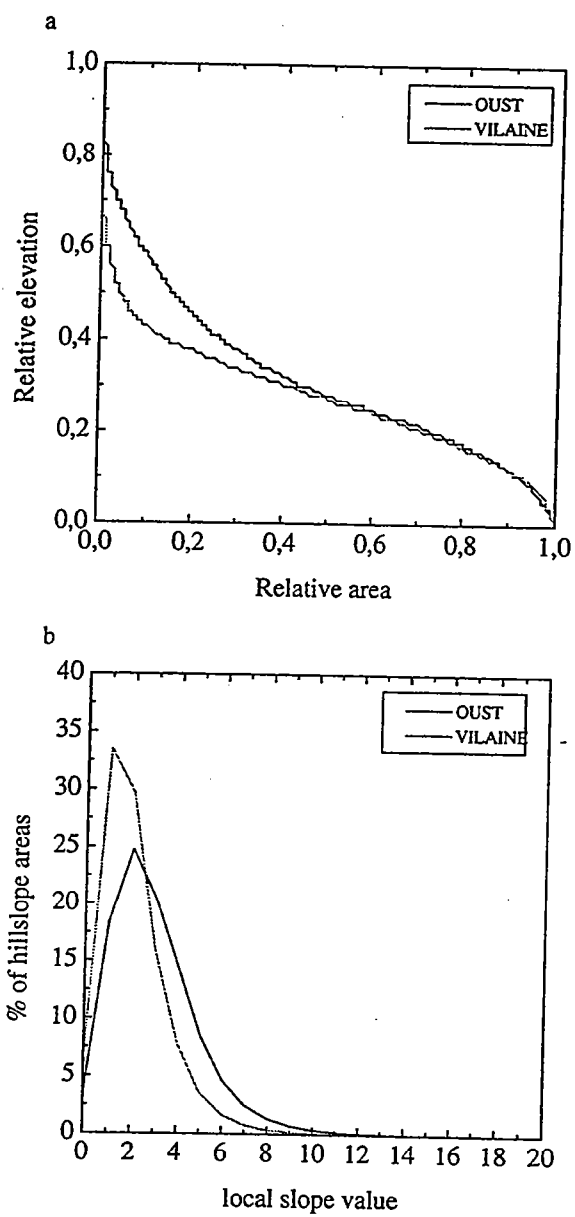 a
1,0
0,8
0,6
0,4
0,2
0,0
Relative elevation
OUST
VILAINE
0,0 0,2 0,4 0,6 0,8 1,0
Relative area
b
40
35
30
25
20
15
10
5
0
% of hillslope areas
OUST
VILAINE
0 2 4 6 8 10 12 14 16 18 20
local slope value